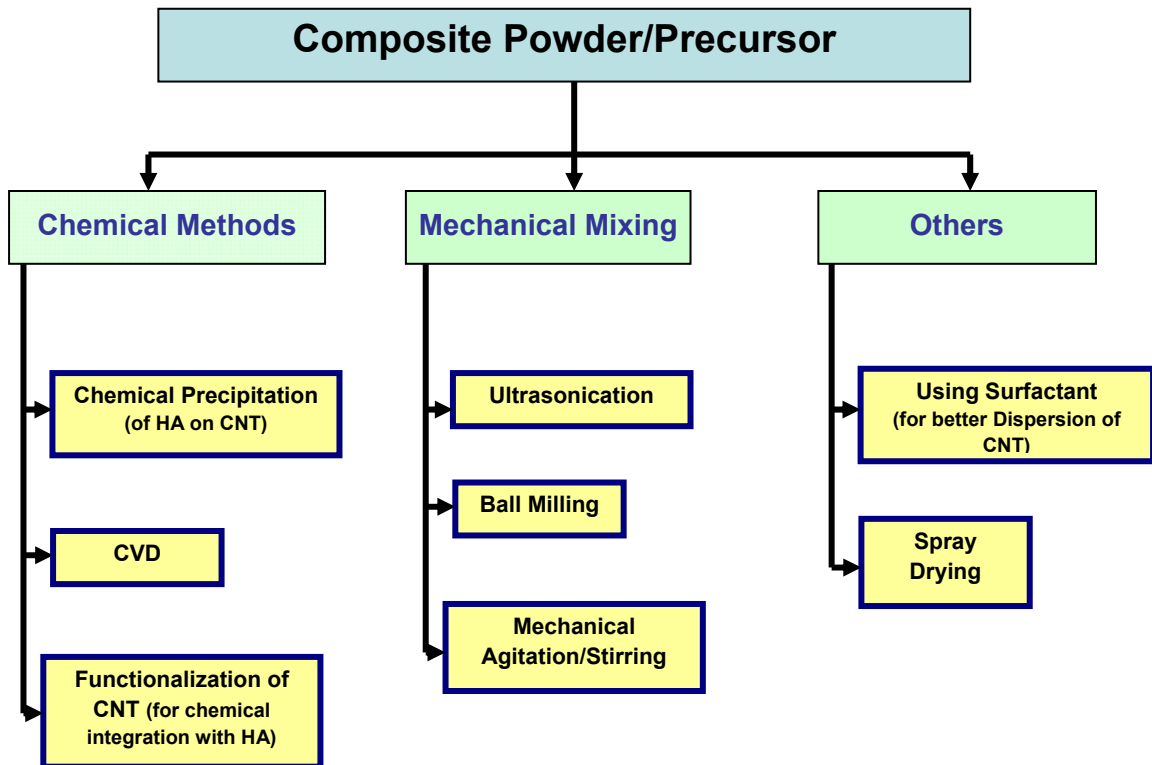 Composite Powder/Precursor
Chemical Methods
Mechanical Mixing
Others
Chemical Precipitation
(of HA on CNT)
CVD
Functionalization of
CNT (for chemical
integration with HA)
Ultrasonication
Ball Milling
Mechanical
Agitation/Stirring
Using Surfactant
(for better Dispersion of
CNT)
Spray
Drying